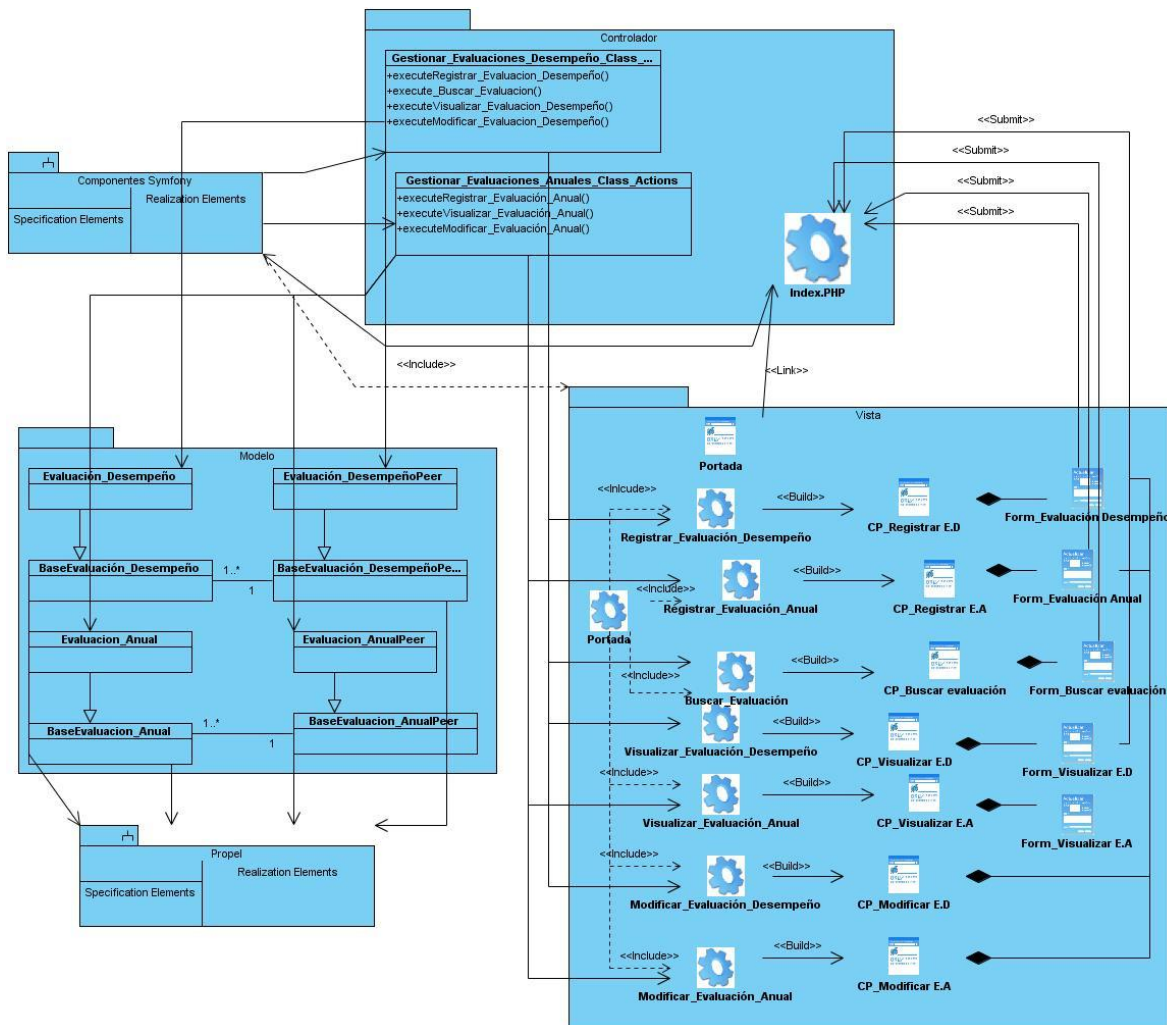 Controlador
Gestionar_Evaluaciones_Desempeño_Class_...
+executeRegistrar_Evaluacion_Desempeño()
+execute_Buscar_Evaluacion()
+executeVisualizar_Evaluacion_Desempeño()
+executeModificar_Evaluacion_Desempeño()
Gestionar_Evaluaciones_Anuales_Class_Actions
+executeRegistrar_Evaluación_Anual()
+executeVisualizar_Evaluación_Anual()
+executeModificar_Evaluación_Anual()
Index.PHP
<<Submit>>
<<Submit>>
<<Submit>>
<<Submit>>
Componentes Symfony
Realization Elements
Specification Elements
<<Include>>
<<Link>>
Modelo
Evaluación_Desempeño
Evaluación_DesempeñoPeer
BaseEvaluación_Desempeño
1..*
1
BaseEvaluación_DesempeñoPe...
Evaluacion_Anual
Evaluacion_AnualPeer
BaseEvaluacion_Anual
1..*
1
BaseEvaluacion_AnualPeer
Propel
Realization Elements
Specification Elements
Vista
Portada
<<Inlcude>>
<<Build>>
Registrar_Evaluación_Desempeño
CP_Registrar E.D
Form_Evaluación Desempeño
<<Include>>
<<Build>>
Registrar_Evaluación_Anual
CP_Registrar E.A
Form_Evaluación Anual
Portada
<<Include>>
<<Build>>
Buscar_Evaluación
CP_Buscar evaluación
Form_Buscar evaluación
<<Build>>
Visualizar_Evaluación_Desempeño
CP_Visualizar E.D
Form_Visualizar E.D
<<Include>>
<<Build>>
Visualizar_Evaluación_Anual
CP_Visualizar E.A
Form_Visualizar E.A
<<Include>>
<<Build>>
Modificar_Evaluación_Desempeño
CP_Modificar E.D
<<Include>>
<<Build>>
Modificar_Evaluación_Anual
CP_Modificar E.A